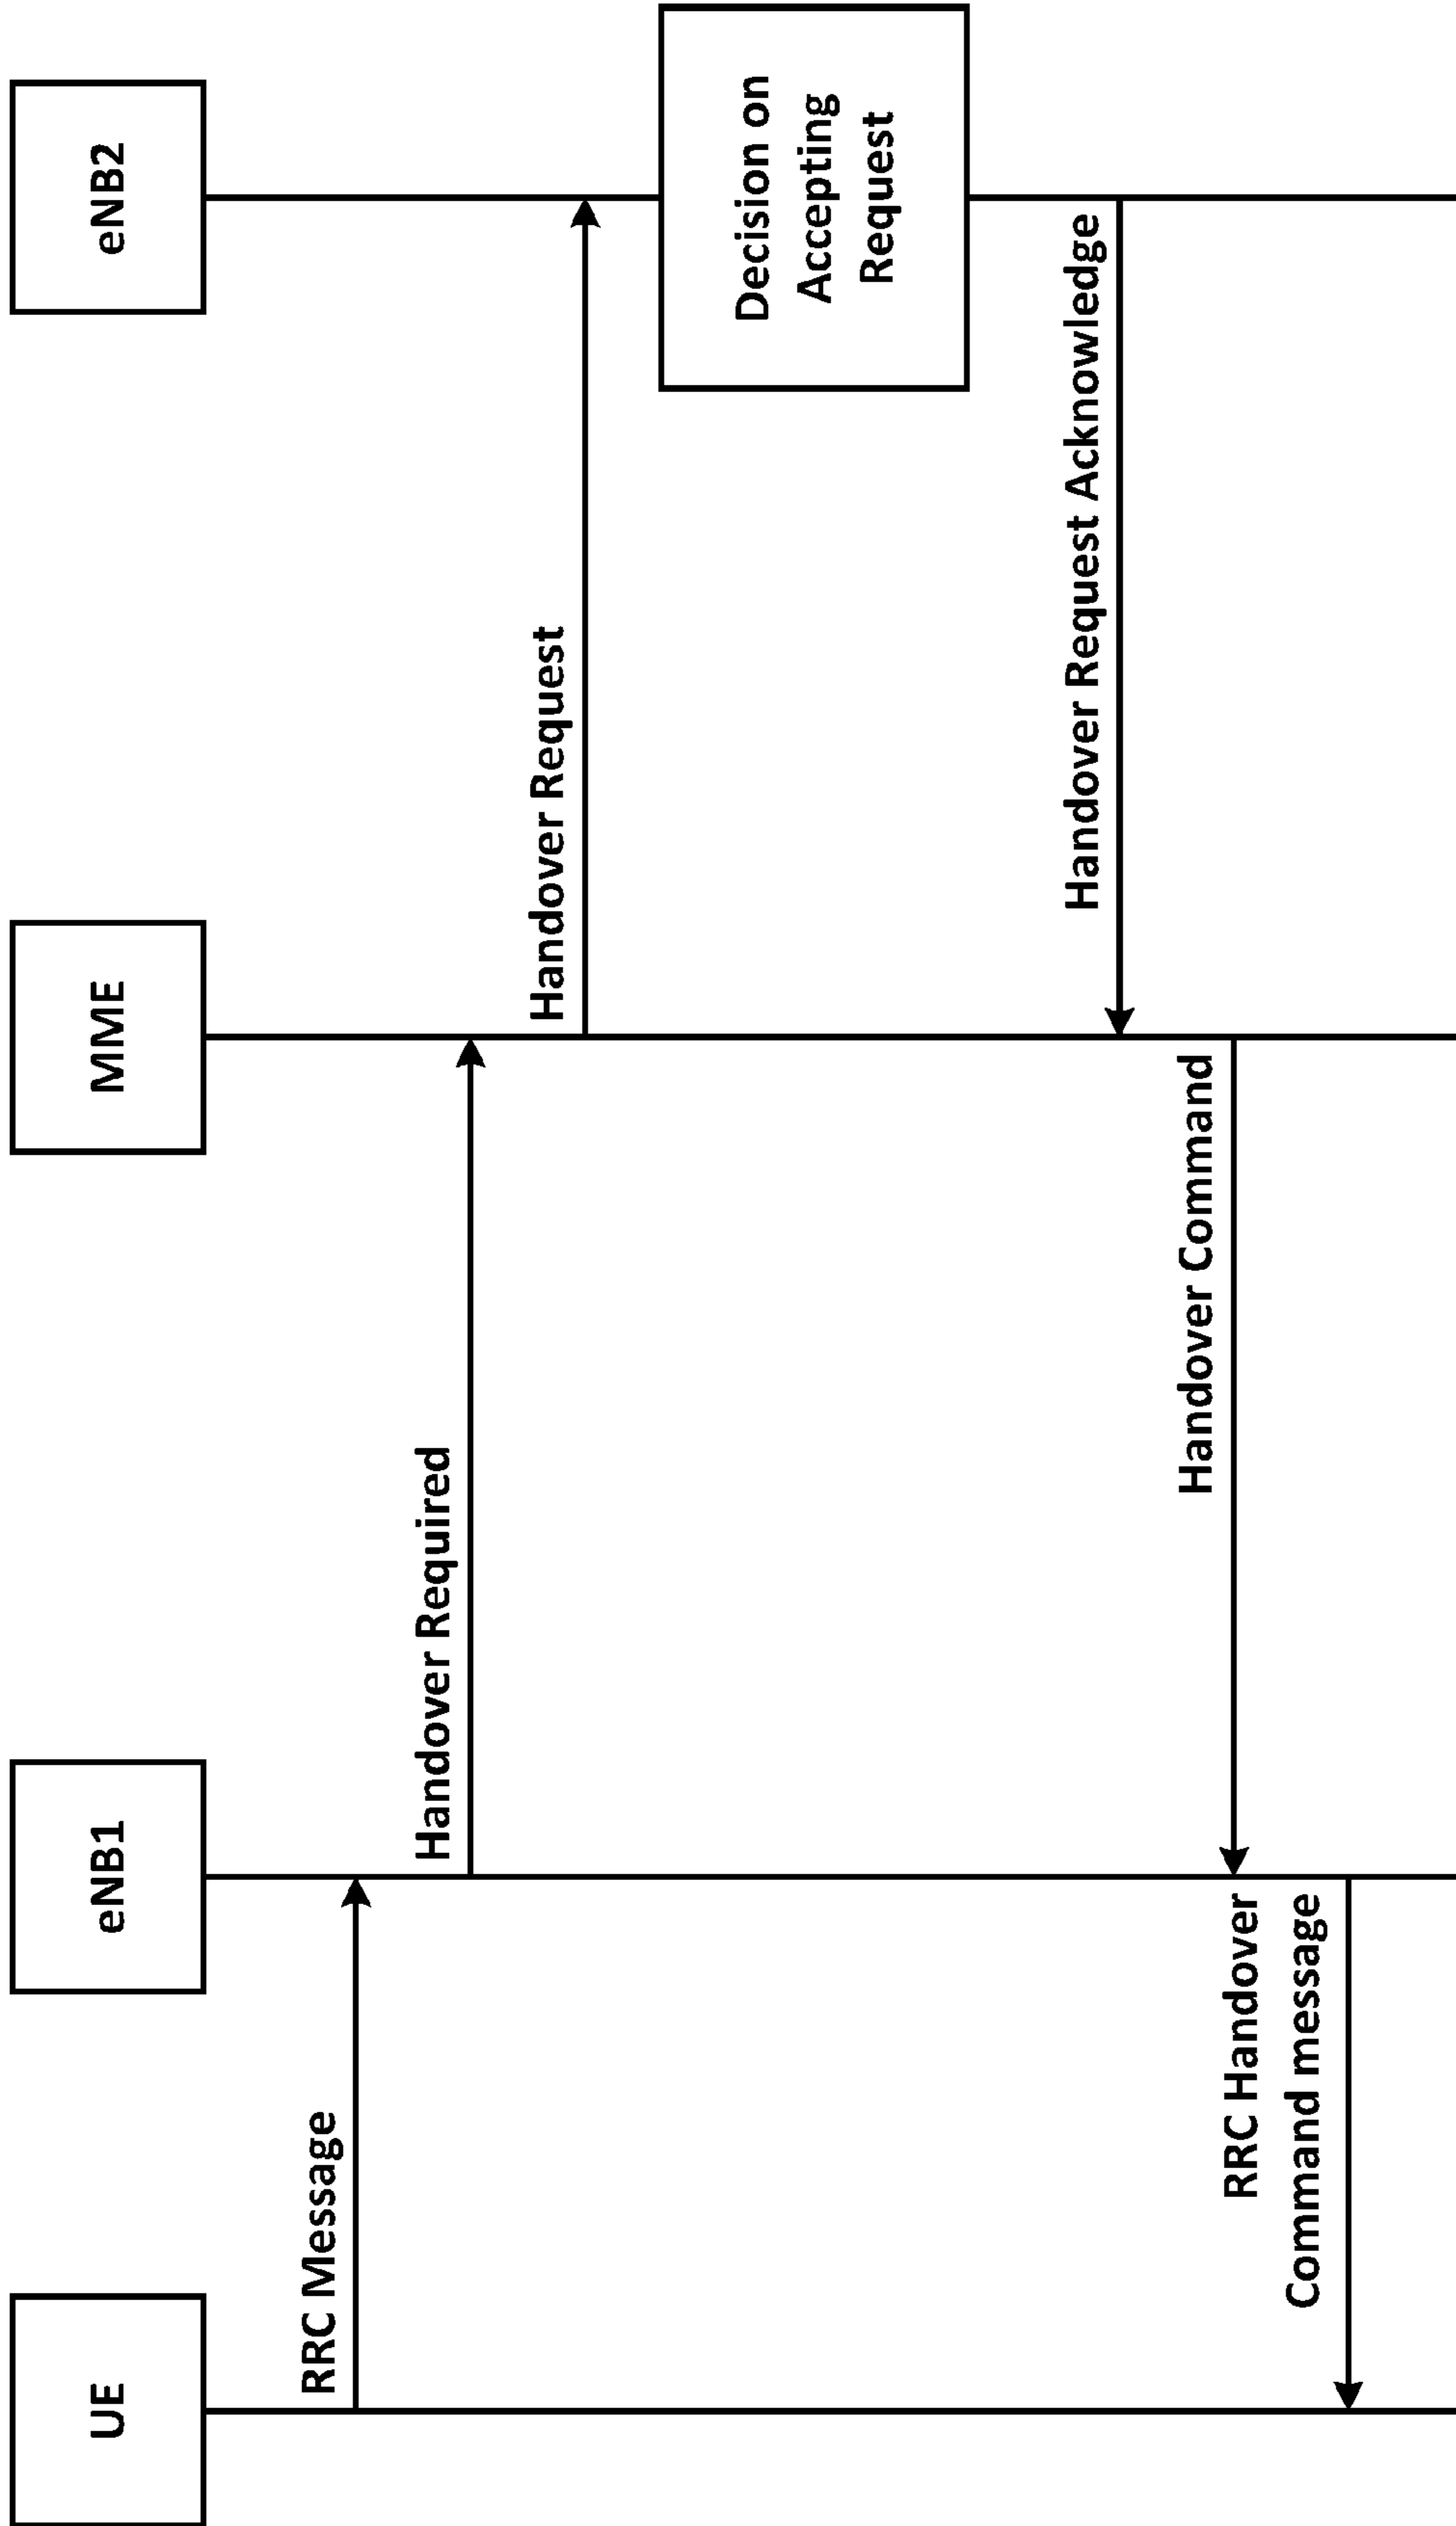 UE
eNB1
MME
eNB2
RRC Message
Handover Required
Handover Request
Decision on
Accepting
Request
Handover Request Acknowledge
Handover Command
RRC Handover
Command message